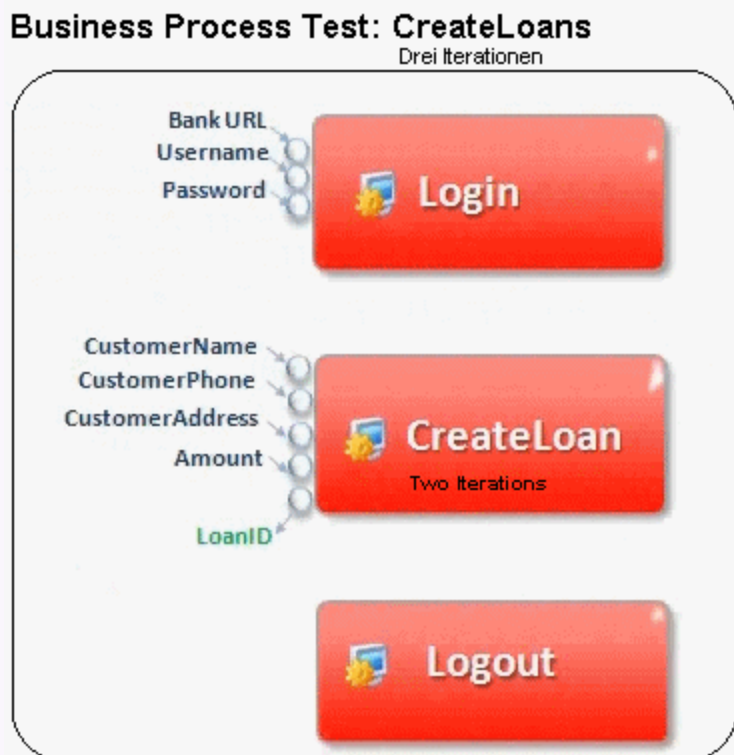 Business Process Test: CreateLoans
Drei Iterationen
Bank URL
Username
Password
Login
CustomerName
CustomerPhone
CustomerAddress
Amount
LoanID
CreateLoan
Two Iterations
Logout